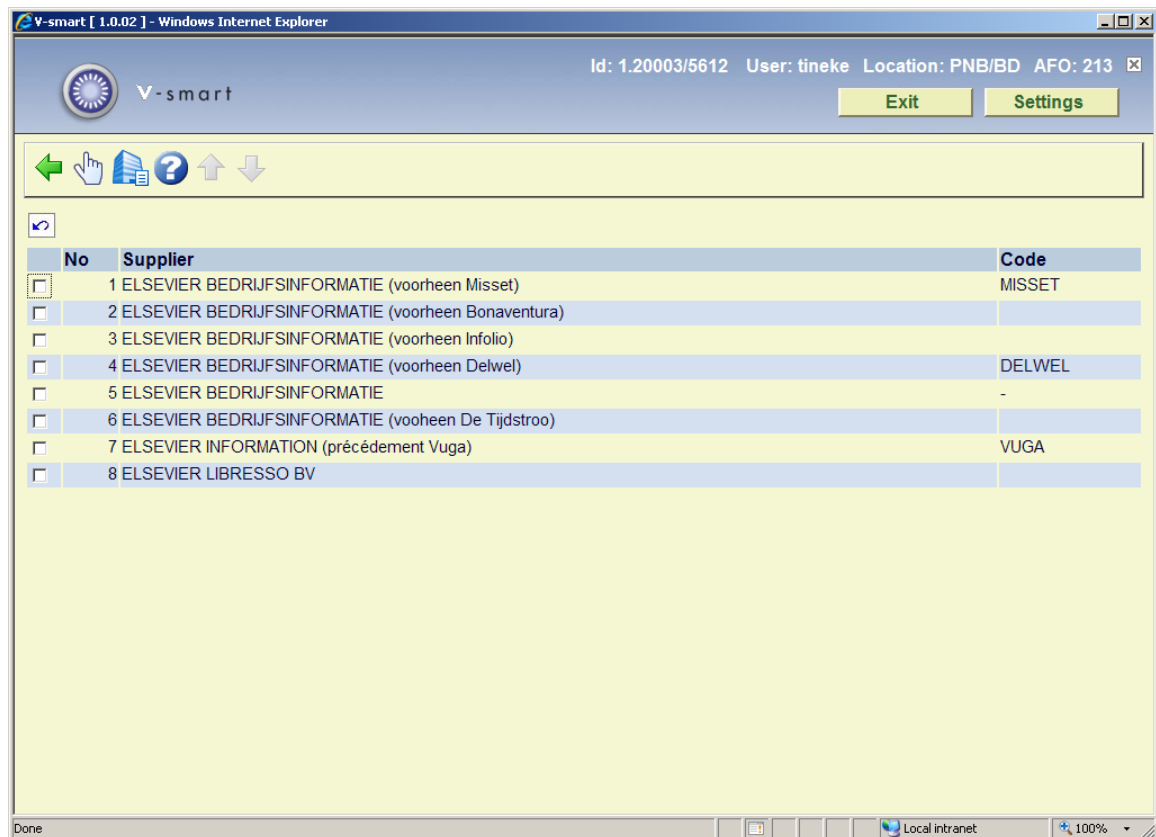 V-smart [ 1.0.02 ] - Windows Internet Explorer
Id: 1.20003/5612 User: tineke Location: PNB/BD AFO: 213
V-smart
Exit Settings
No Supplier Code
1 ELSEVIER BEDRIJFSINFORMATIE (voorheen Misset) MISSET
2 ELSEVIER BEDRIJFSINFORMATIE (voorheen Bonaventura)
3 ELSEVIER BEDRIJFSINFORMATIE (voorheen Infolio)
4 ELSEVIER BEDRIJFSINFORMATIE (voorheen Delwel) DELWEL
5 ELSEVIER BEDRIJFSINFORMATIE -
6 ELSEVIER BEDRIJFSINFORMATIE (vooheen De Tijdstroo)
7 ELSEVIER INFORMATION (précédement Vuga) VUGA
8 ELSEVIER LIBRESSO BV
Done Local intranet 100%